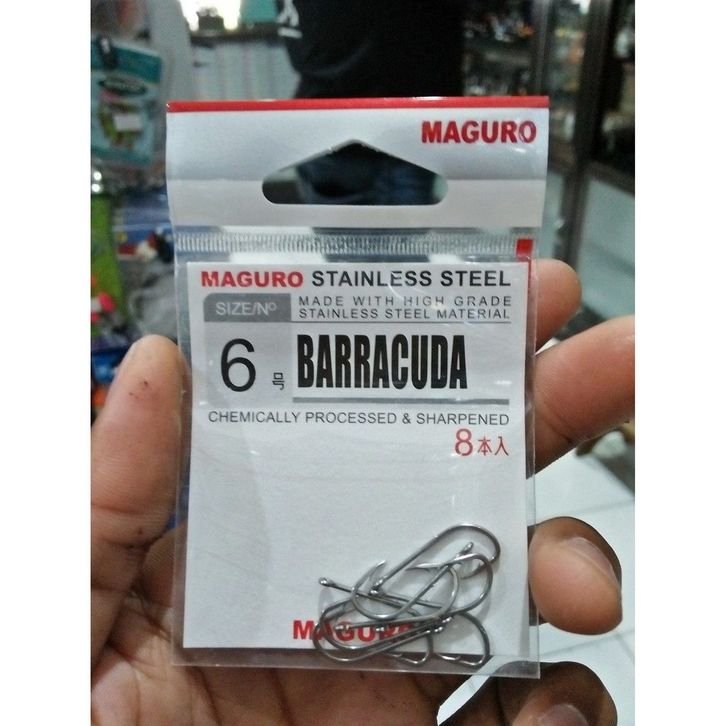 MAGURO
MAGURO STAINLESS STEEL
SIZE/Nº
MADE WITH HIGH GRADE
STAINLESS STEEL MATERIAL
6号
BARRACUDA
CHEMICALLY PROCESSED & SHARPENED
8本入
MAGURO